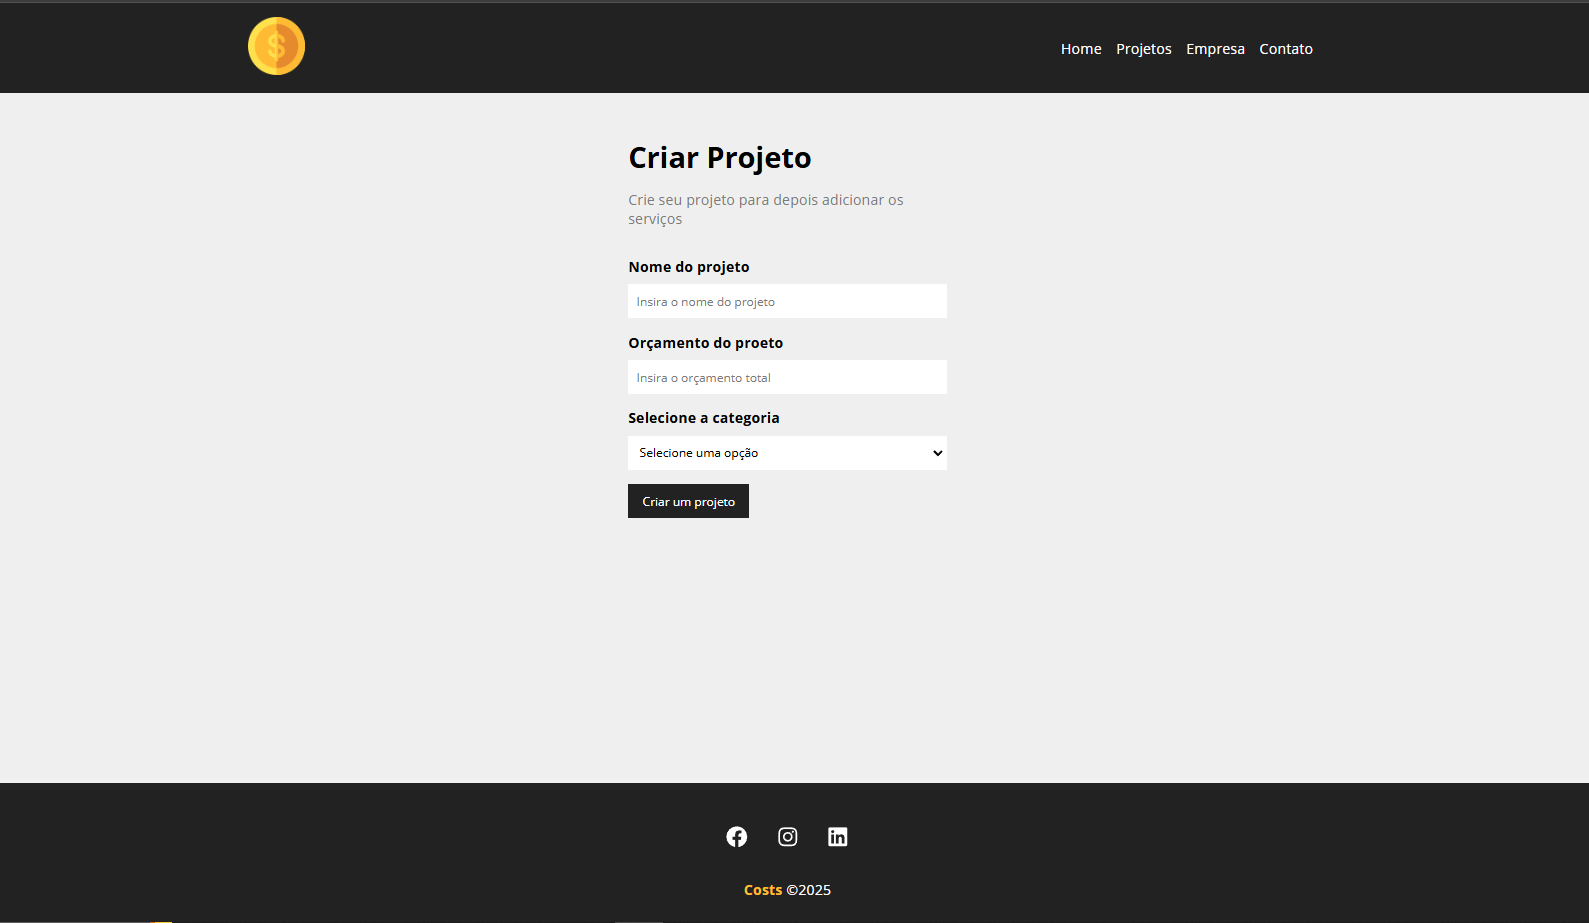 $
Home Projetos Empresa Contato
Criar Projeto
Crie seu projeto para depois adicionar os
serviços
Nome do projeto
Insira o nome do projeto
Orçamento do proeto
Insira o orçamento total
Selecione a categoria
Selecione uma opção
Criar um projeto
Costs ©2025